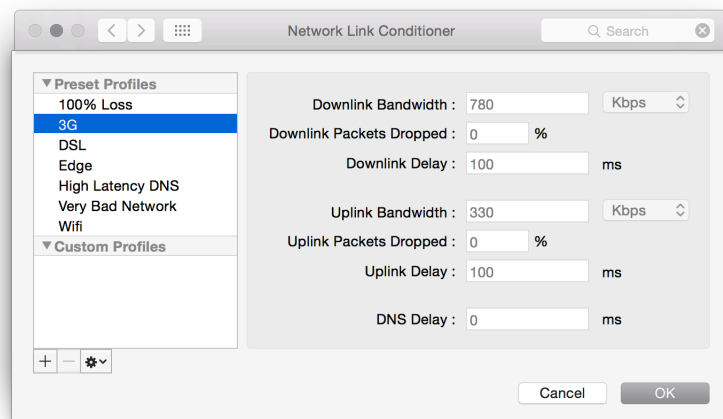 Network Link Conditioner
Search
Preset Profiles
100% Loss
3G
DSL
Edge
High Latency DNS
Very Bad Network
Wifi
Custom Profiles
Downlink Bandwidth : 780 Kbps
Downlink Packets Dropped : 0 %
Downlink Delay : 100 ms
Uplink Bandwidth : 330 Kbps
Uplink Packets Dropped : 0 %
Uplink Delay : 100 ms
DNS Delay : 0 ms
Cancel OK